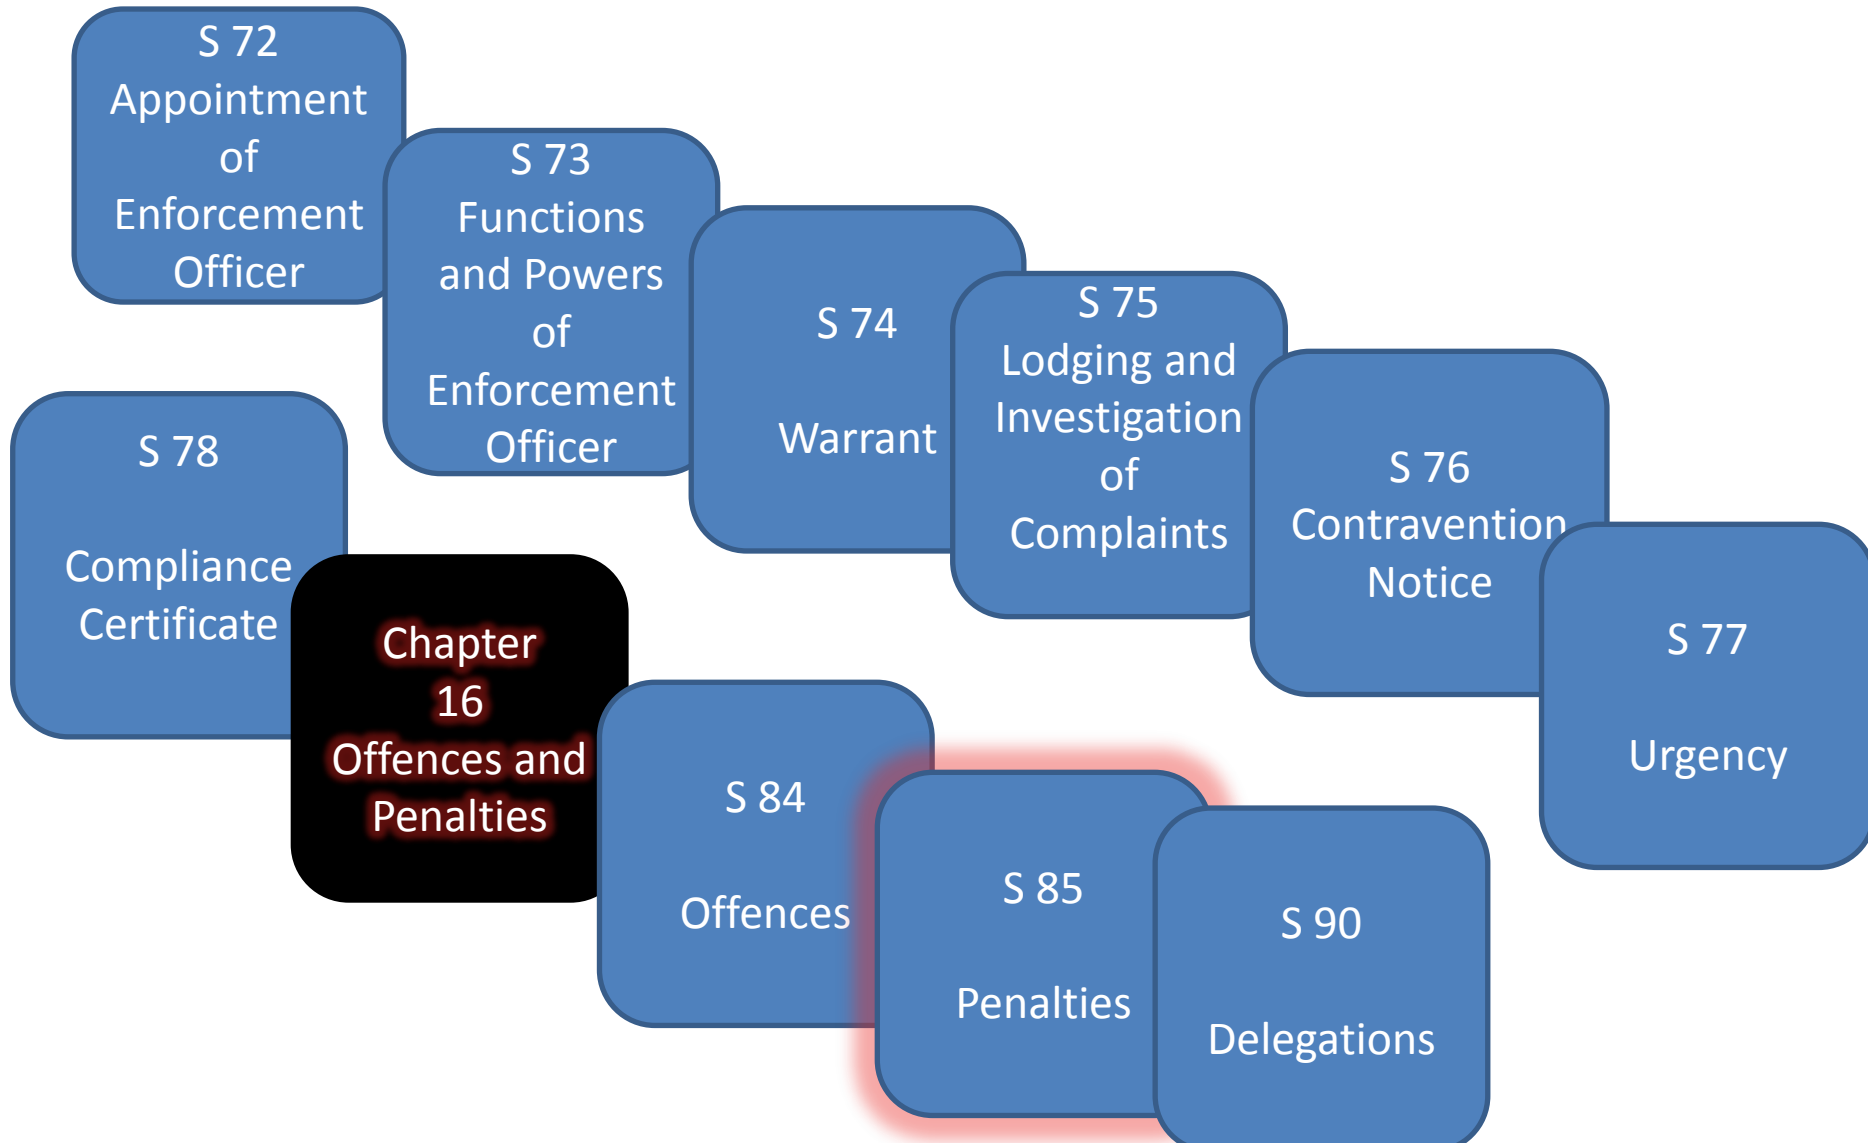 S 72
Appointment
of
Enforcement
Officer
S 73
Functions
and Powers
of
Enforcement
Officer
S 74
Warrant
S 75
Lodging and
Investigation
of
Complaints
S 76
Contravention
Notice
S 77
Urgency
S 78
Compliance
Certificate
Chapter
16
Offences and
Penalties
S 84
Offences
S 85
Penalties
S 90
Delegations